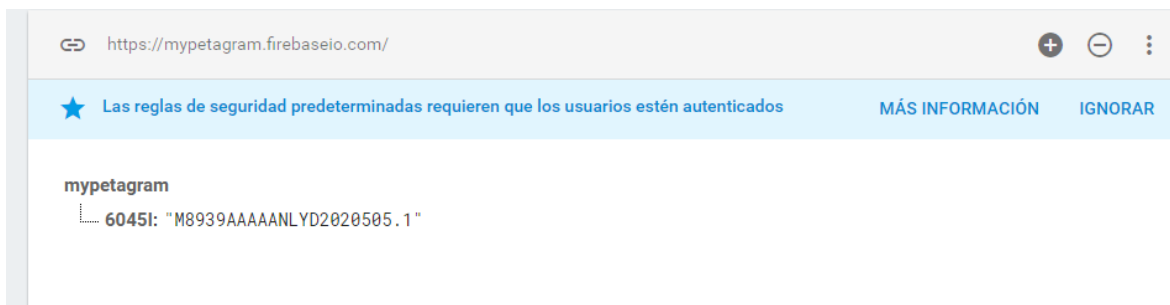 https://mypetagram.firebaseio.com/
Las reglas de seguridad predeterminadas requieren que los usuarios estén autenticados MÁS INFORMACIÓN IGNORAR
mypetagram
6045I: "M8939AAAAANLYD2020505.1"